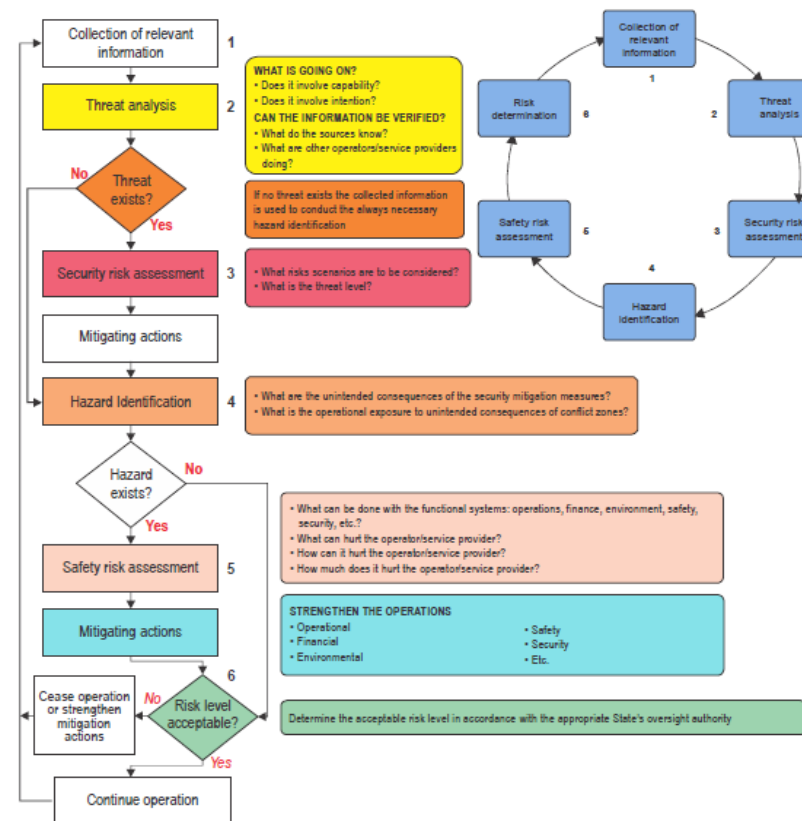 Collection of relevant
information
1
Threat analysis
2
WHAT IS GOING ON?
• Does it involve capability?
• Does it involve intention?
CAN THE INFORMATION BE VERIFIED?
• What do the sources know?
• What are other operators/service providers
doing?
No
Threat
exists?
Yes
If no threat exists the collected information
is used to conduct the always necessary
hazard identification
Security risk assessment
3
• What risks scenarios are to be considered?
• What is the threat level?
Mitigating actions
Hazard Identification
4
• What are the unintended consequences of the security mitigation measures?
• What is the operational exposure to unintended consequences of conflict zones?
No
Hazard
exists?
Yes
• What can be done with the functional systems: operations, finance, environment, safety,
security, etc.?
• What can hurt the operator/service provider?
• How can it hurt the operator/service provider?
• How much does it hurt the operator/service provider?
Safety risk assessment
5
Mitigating actions
STRENGTHEN THE OPERATIONS
• Operational
• Financial
• Environmental
• Safety
• Security
• Etc.
6
Cease operation
or strengthen
mitigation
actions
No
Risk level
acceptable?
Yes
Determine the acceptable risk level in accordance with the appropriate State's oversight authority
Continue operation
Collection of
relevant
information
1
Threat
analysis
2
Security risk
assessment
3
Hazard
Identification
4
Safety risk
assessment
5
Risk
determination
6